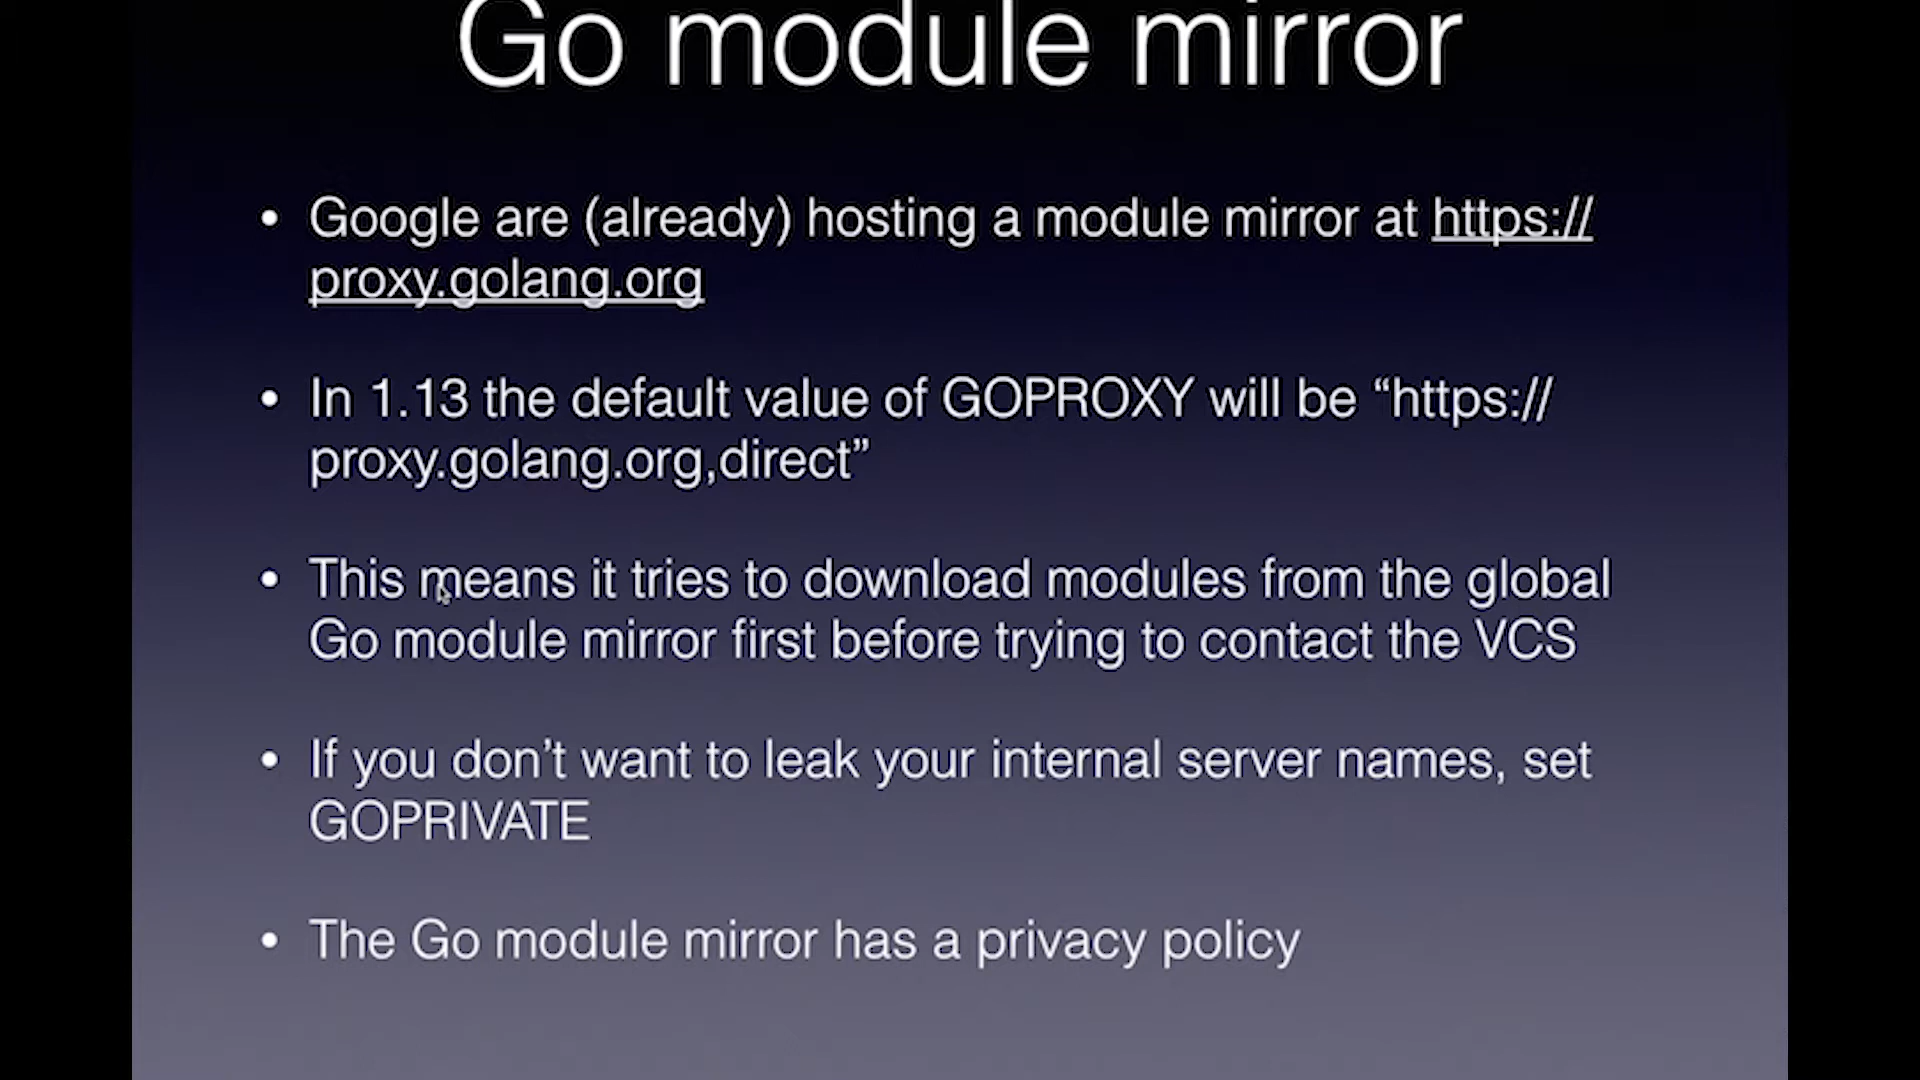 Go module mirror
• Google are (already) hosting a module mirror at https://
proxy.golang.org
• In 1.13 the default value of GOPROXY will be “https://
proxy.golang.org,direct”
• This means it tries to download modules from the global
Go module mirror first before trying to contact the VCS
• If you don’t want to leak your internal server names, set
GOPRIVATE
• The Go module mirror has a privacy policy